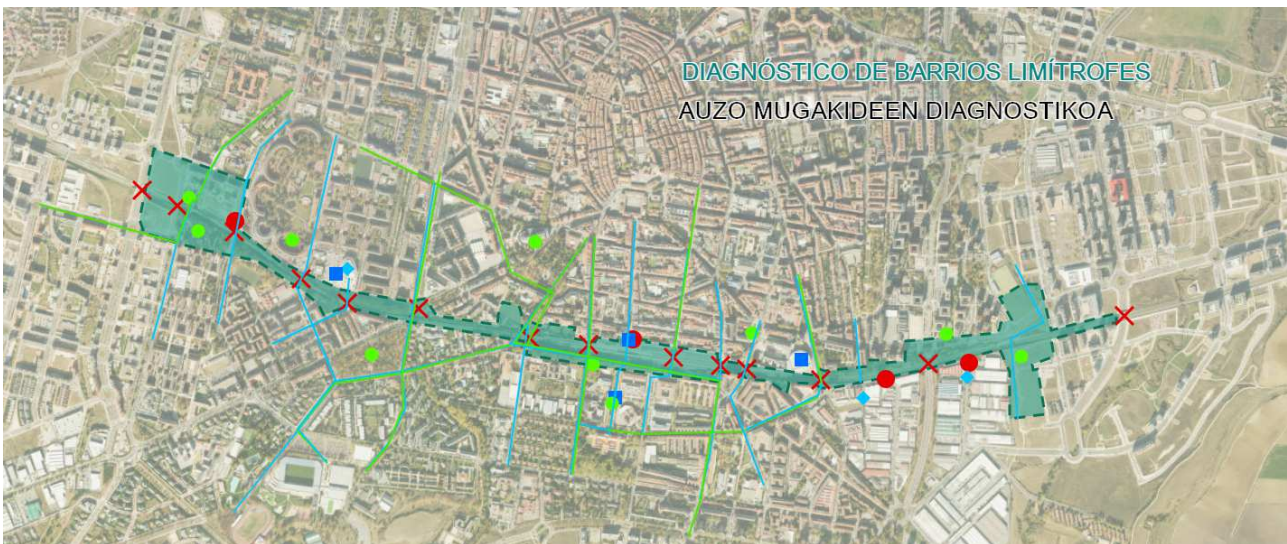 DIAGNÓSTICO DE BARRIOS LIMÍTROFES
AUZO MUGAKIDEEN DIAGNOSTIKOA